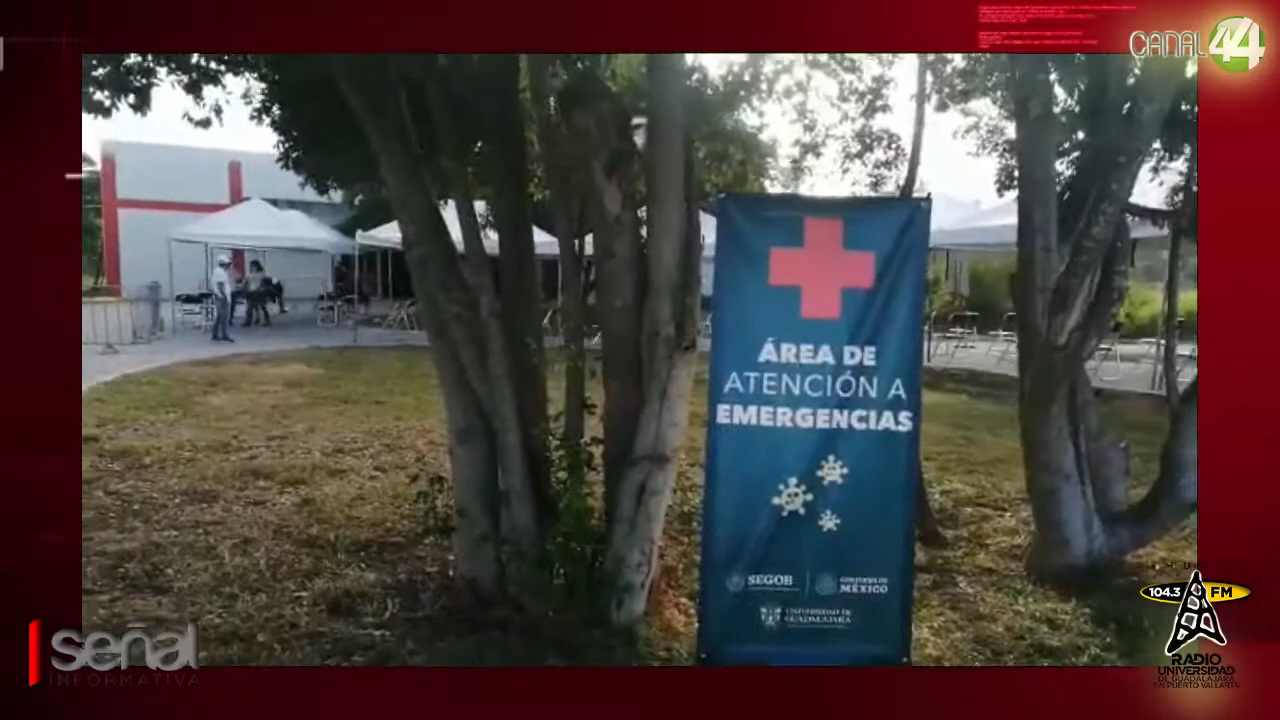 CANAL 44
ÁREA DE
ATENCIÓN A
EMERGENCIAS
SEGOB
GOBIERNO DE
MÉXICO
UNIVERSIDAD DE
GUADALAJARA
104.3 FM
RADIO
UNIVERSIDAD
DE GUADALAJARA
EN PUERTO VALLARTA
señal
INFORMATIVA